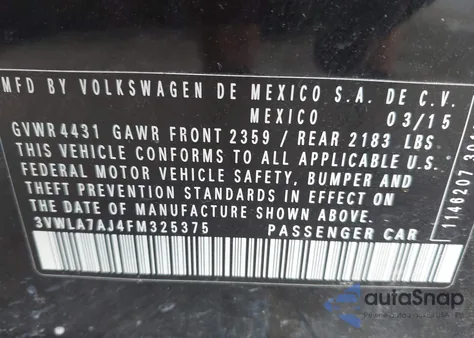 MFD BY VOLKSWAGEN DE MEXICO S.A. DE C.V.
MEXICO 03/15
GVWR 4431 GAWR FRONT 2359 / REAR 2183 LBS
THIS VEHICLE CONFORMS TO ALL APPLICABLE U.S.
FEDERAL MOTOR VEHICLE SAFETY, BUMPER AND
THEFT PREVENTION STANDARDS IN EFFECT ON
THE DATE OF MANUFACTURE SHOWN ABOVE.
3VWLA7AJ4FM325375 PASSENGER CAR
1146207
autoSnap